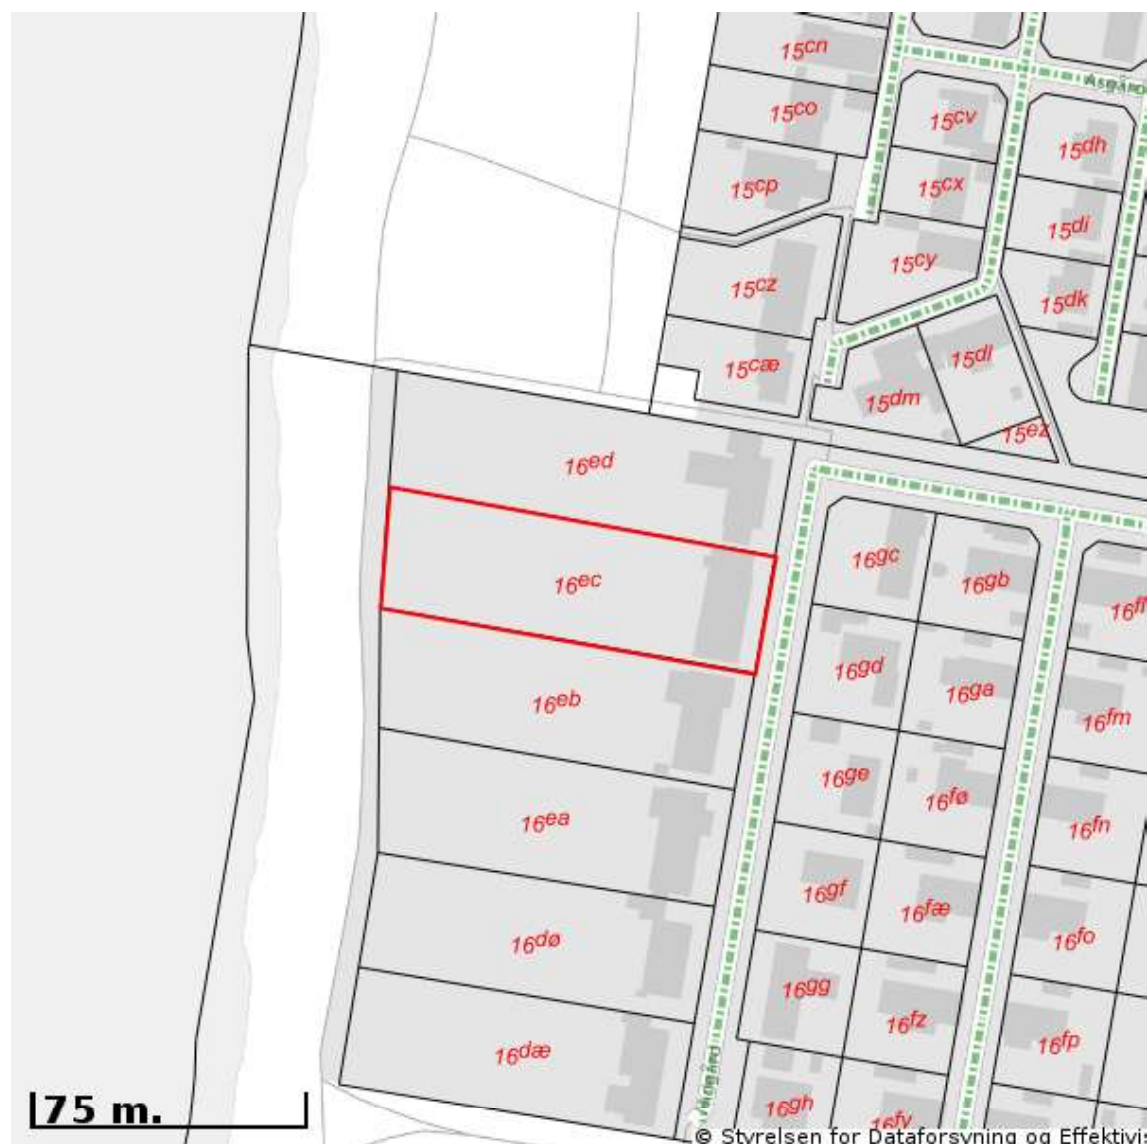 15cn
Asgård
15co
15cv
15dh
15cp
15cx
15di
15cz
15cy
15dk
15cæ
15dl
15dm
15ez
16ed
16gc
16gb
16ec
16gd
16ga
16eb
16fm
16ge
16fø
16ea
16fn
16gf
16fæ
16dø
16fo
16gg
16fz
16dæ
16fp
75 m.
16gh
16fy
© Styrelsen for Dataforsyning og Effektivi